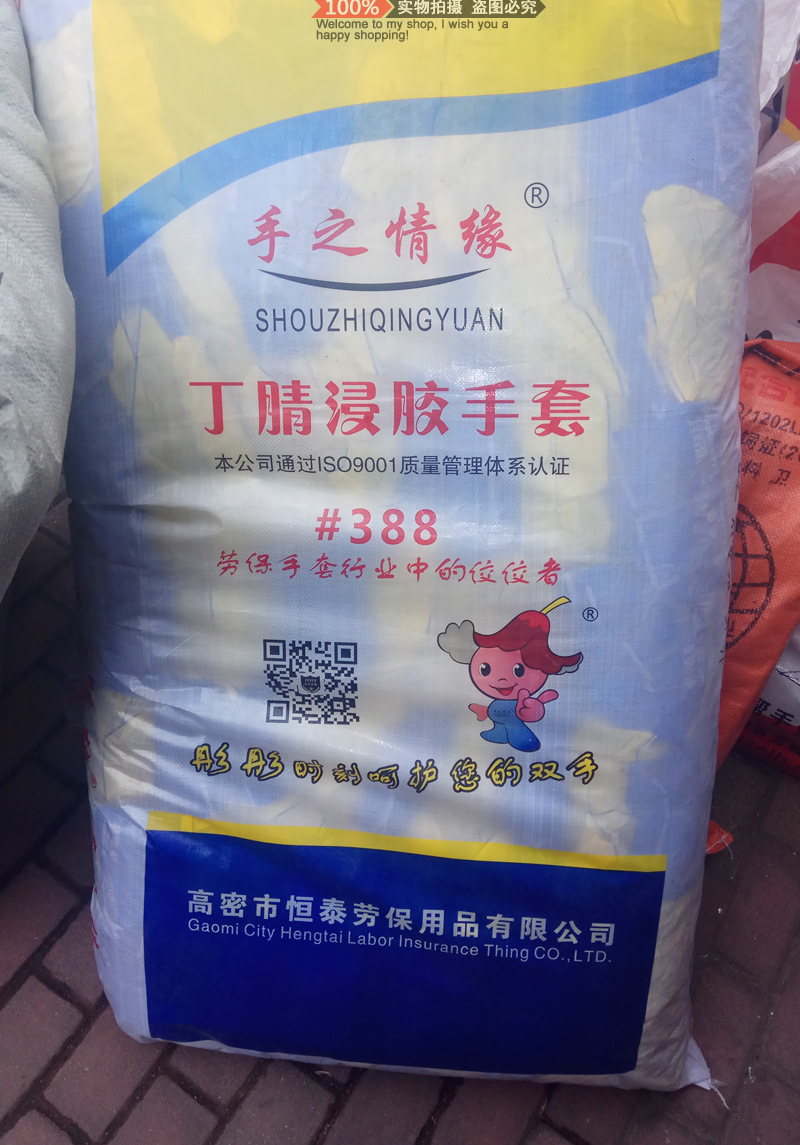 100% 实物拍摄 盗图必究
Welcome to my shop, I wish you a
happy shopping!
手之情缘®
SHOUZHIQINGYUAN
丁腈浸胶手套
本公司通过ISO9001质量管理体系认证
#388
劳保手套行业中的佼佼者
®
彤彤时刻呵护您的双手
高密市恒泰劳保用品有限公司
Gaomi City Hengtai Labor Insurance Thing CO.,LTD.